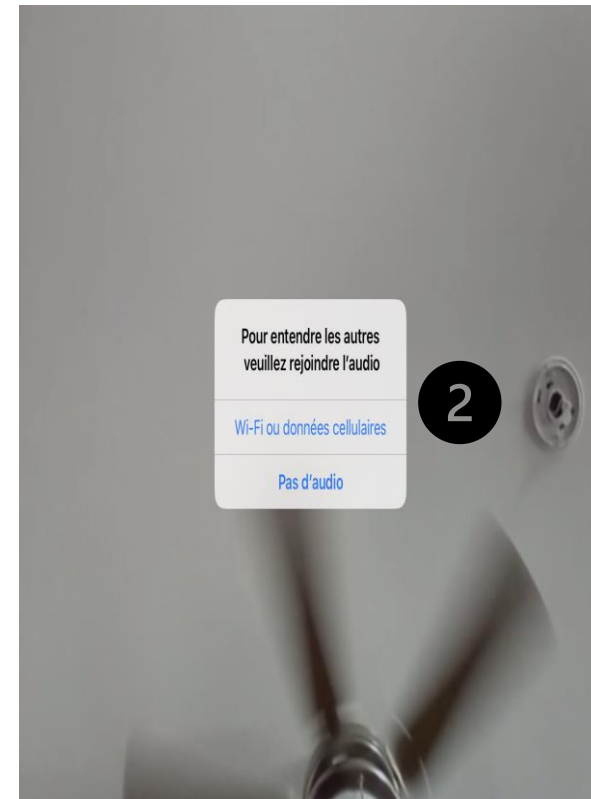 Pour entendre les autres
veuillez rejoindre l'audio
Wi-Fi ou données cellulaires
2
Pas d'audio